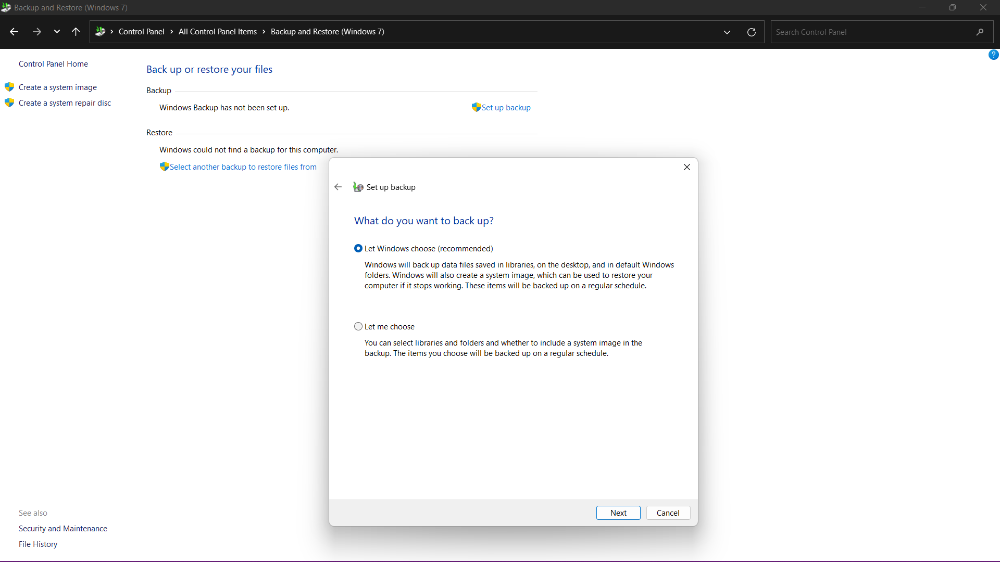 Backup and Restore (Windows 7)
Control Panel
All Control Panel Items
Backup and Restore (Windows 7)
Search Control Panel
?
Control Panel Home
Create a system image
Create a system repair disc
Back up or restore your files
Backup
Windows Backup has not been set up.
Set up backup
Restore
Windows could not find a backup for this computer.
Select another backup to restore files from
Set up backup
What do you want to back up?
Let Windows choose (recommended)
Windows will back up data files saved in libraries, on the desktop, and in default Windows
folders. Windows will also create a system image, which can be used to restore your
computer if it stops working. These items will be backed up on a regular schedule.
Let me choose
You can select libraries and folders and whether to include a system image in the
backup. The items you choose will be backed up on a regular schedule.
Next
Cancel
See also
Security and Maintenance
File History